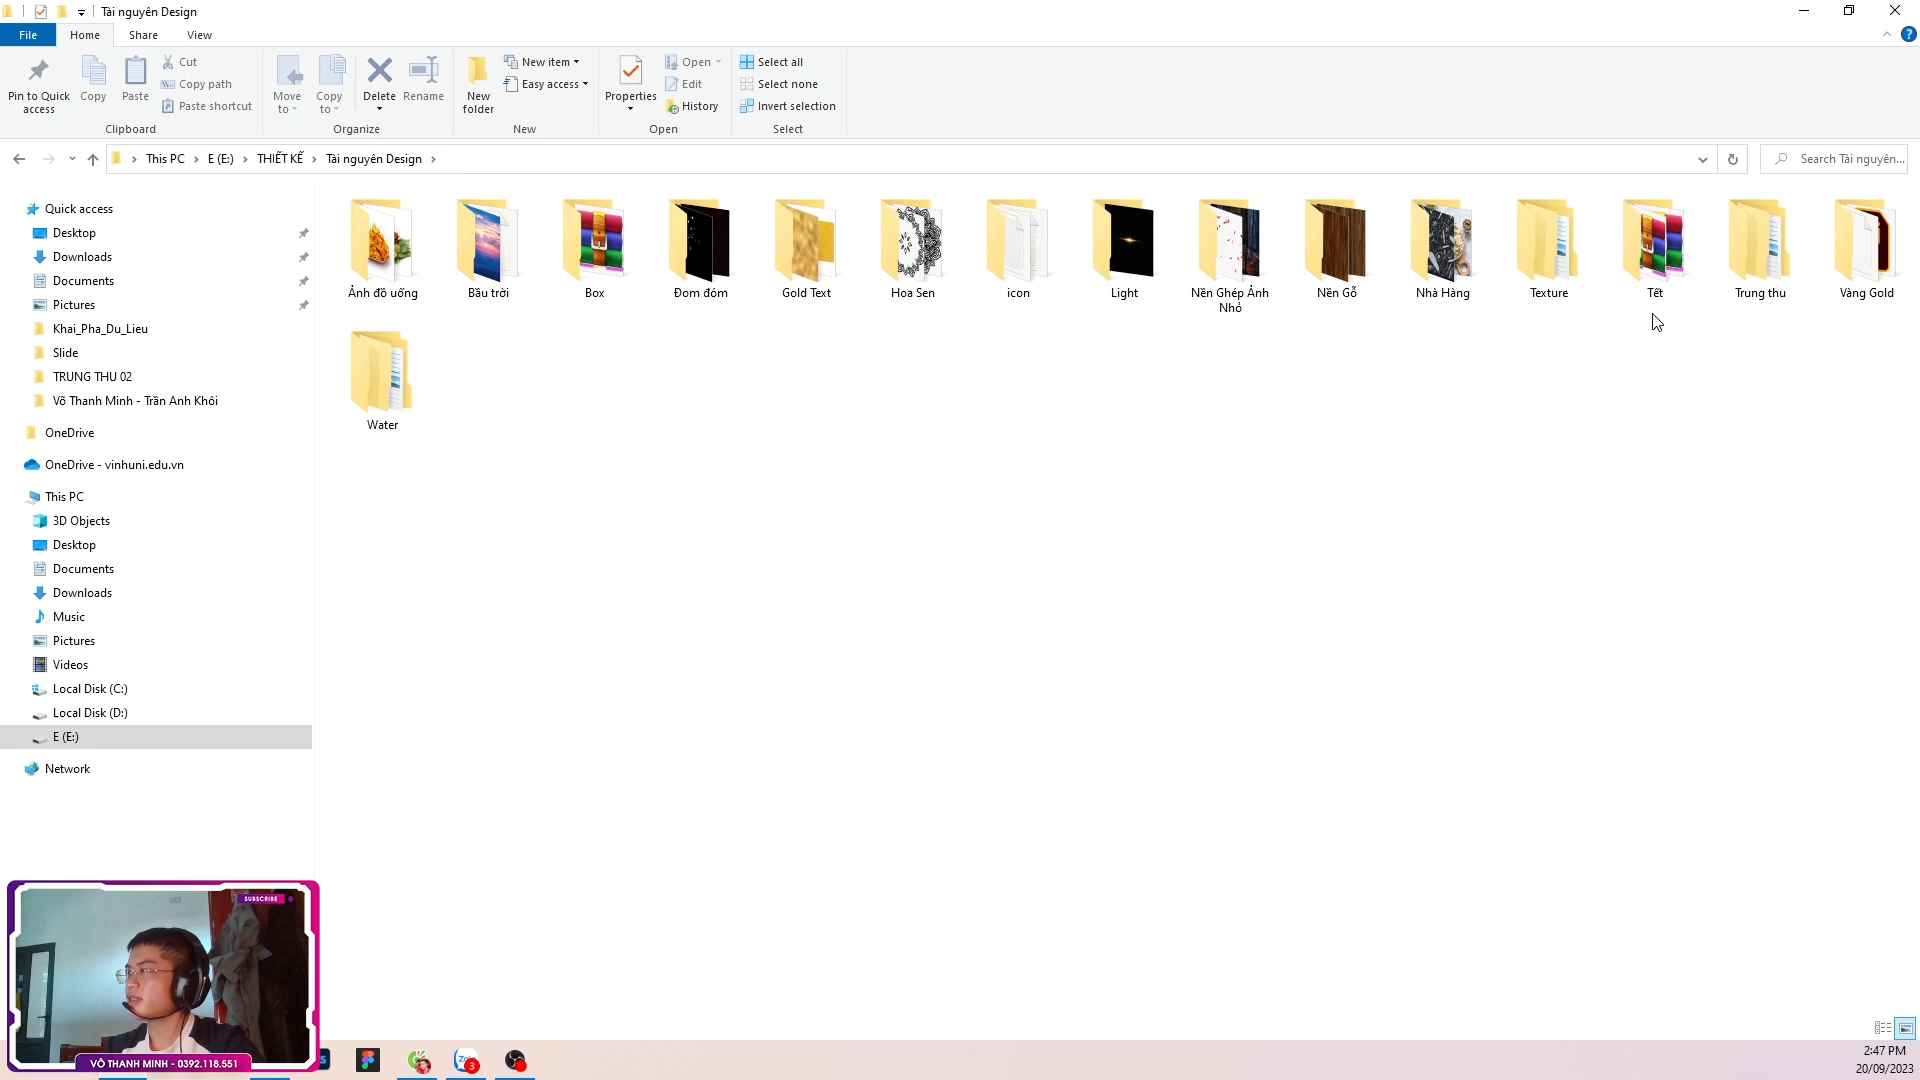 Tài nguyên Design
File Home Share View
Pin to Quick access
Copy
Paste
Cut
Copy path
Paste shortcut
Clipboard
Move to
Copy to
Delete
Rename
Organize
New folder
New item
Easy access
New
Properties
Open
Edit
History
Open
Select all
Select none
Invert selection
Select
This PC > E (E:) > THIẾT KẾ > Tài nguyên Design >
Search Tài nguyên...
Quick access
Desktop
Downloads
Documents
Pictures
Khai_Pha_Du_Lieu
Slide
TRUNG THU 02
Võ Thanh Minh - Trần Anh Khôi
OneDrive
OneDrive - vinhuni.edu.vn
This PC
3D Objects
Desktop
Documents
Downloads
Music
Pictures
Videos
Local Disk (C:)
Local Disk (D:)
E (E:)
Network
Ảnh đồ uống
Bầu trời
Box
Đom đóm
Gold Text
Hoa Sen
icon
Light
Nền Ghép Ảnh
Nhỏ
Nền Gỗ
Nhà Hàng
Texture
Tết
Trung thu
Vàng Gold
Water
SUBSCRIBE
VÕ THANH MINH - 0392.118.551
Zalo
3
2:47 PM
20/09/2023